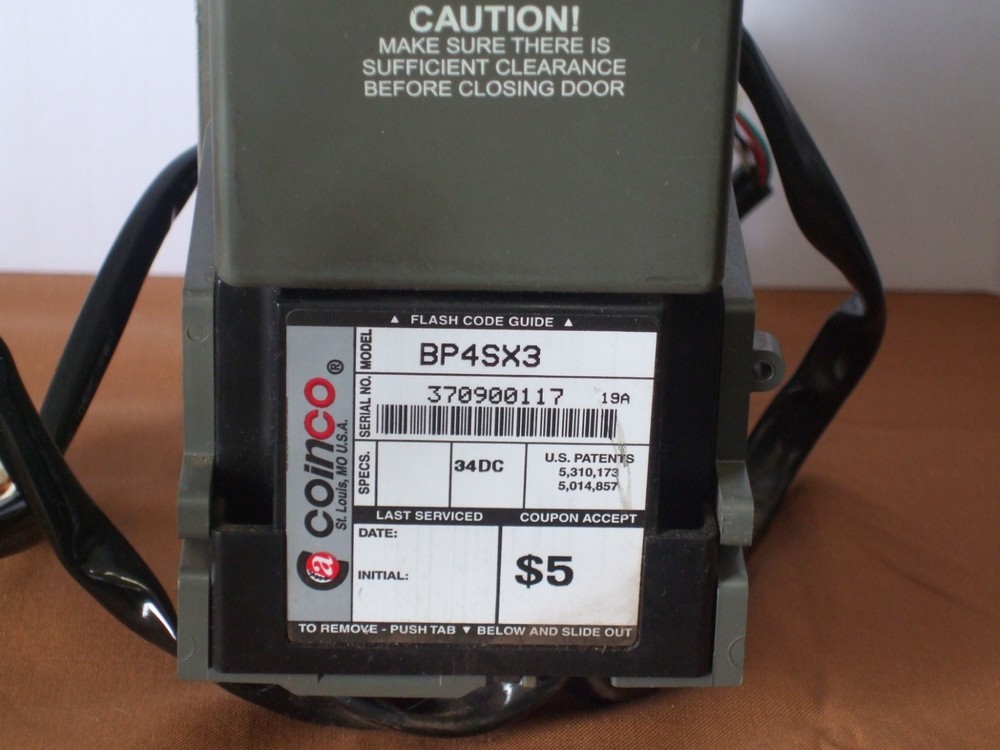 CAUTION!
MAKE SURE THERE IS
SUFFICIENT CLEARANCE
BEFORE CLOSING DOOR
▲ FLASH CODE GUIDE ▲
MODEL BP4SX3
SERIAL NO. 370900117 19A
SPECS. 34DC
U.S. PATENTS
5,310,173
5,014,857
coinco®
St. Louis, MO U.S.A.
a
LAST SERVICED COUPON ACCEPT
DATE:
INITIAL:
$5
TO REMOVE - PUSH TAB ▼ BELOW AND SLIDE OUT